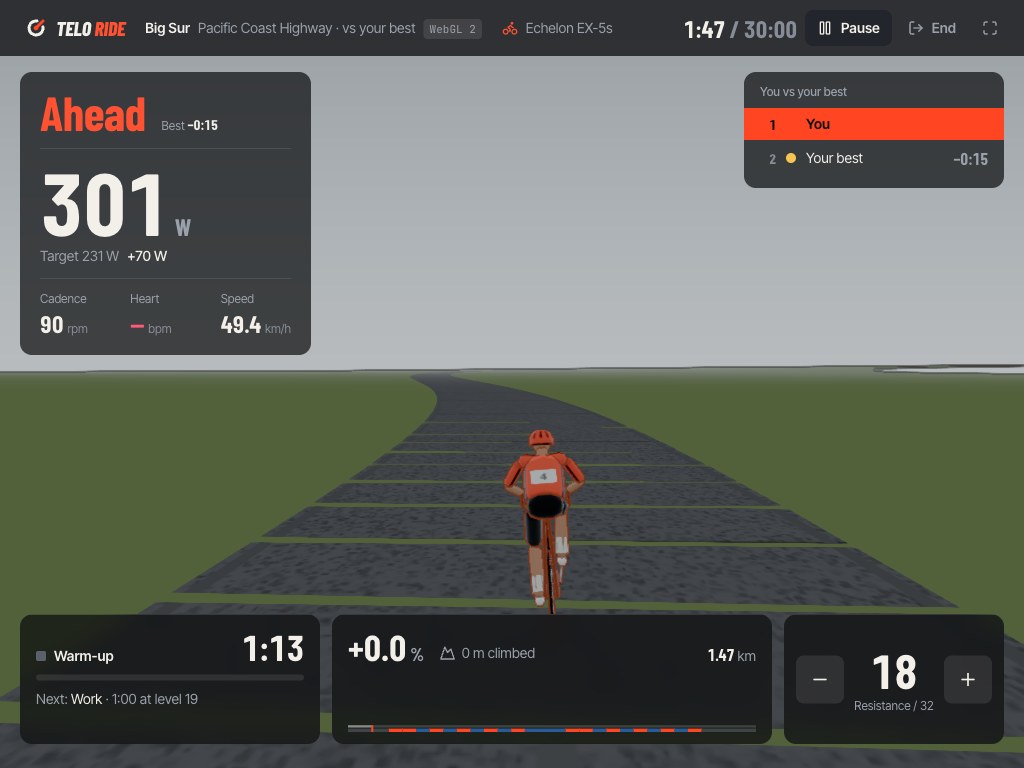 TELO RIDE Big Sur Pacific Coast Highway · vs your best WebGL 2 Echelon EX-5s 1:47 / 30:00 Pause End
Ahead Best −0:15
301 W
Target 231 W +70 W
Cadence Heart Speed
90 rpm – bpm 49.4 km/h
You vs your best
1 You
2 Your best −0:15
4
Warm-up 1:13
Next: Work · 1:00 at level 19
+0.0 % 0 m climbed 1.47 km
− 18 +
Resistance / 32